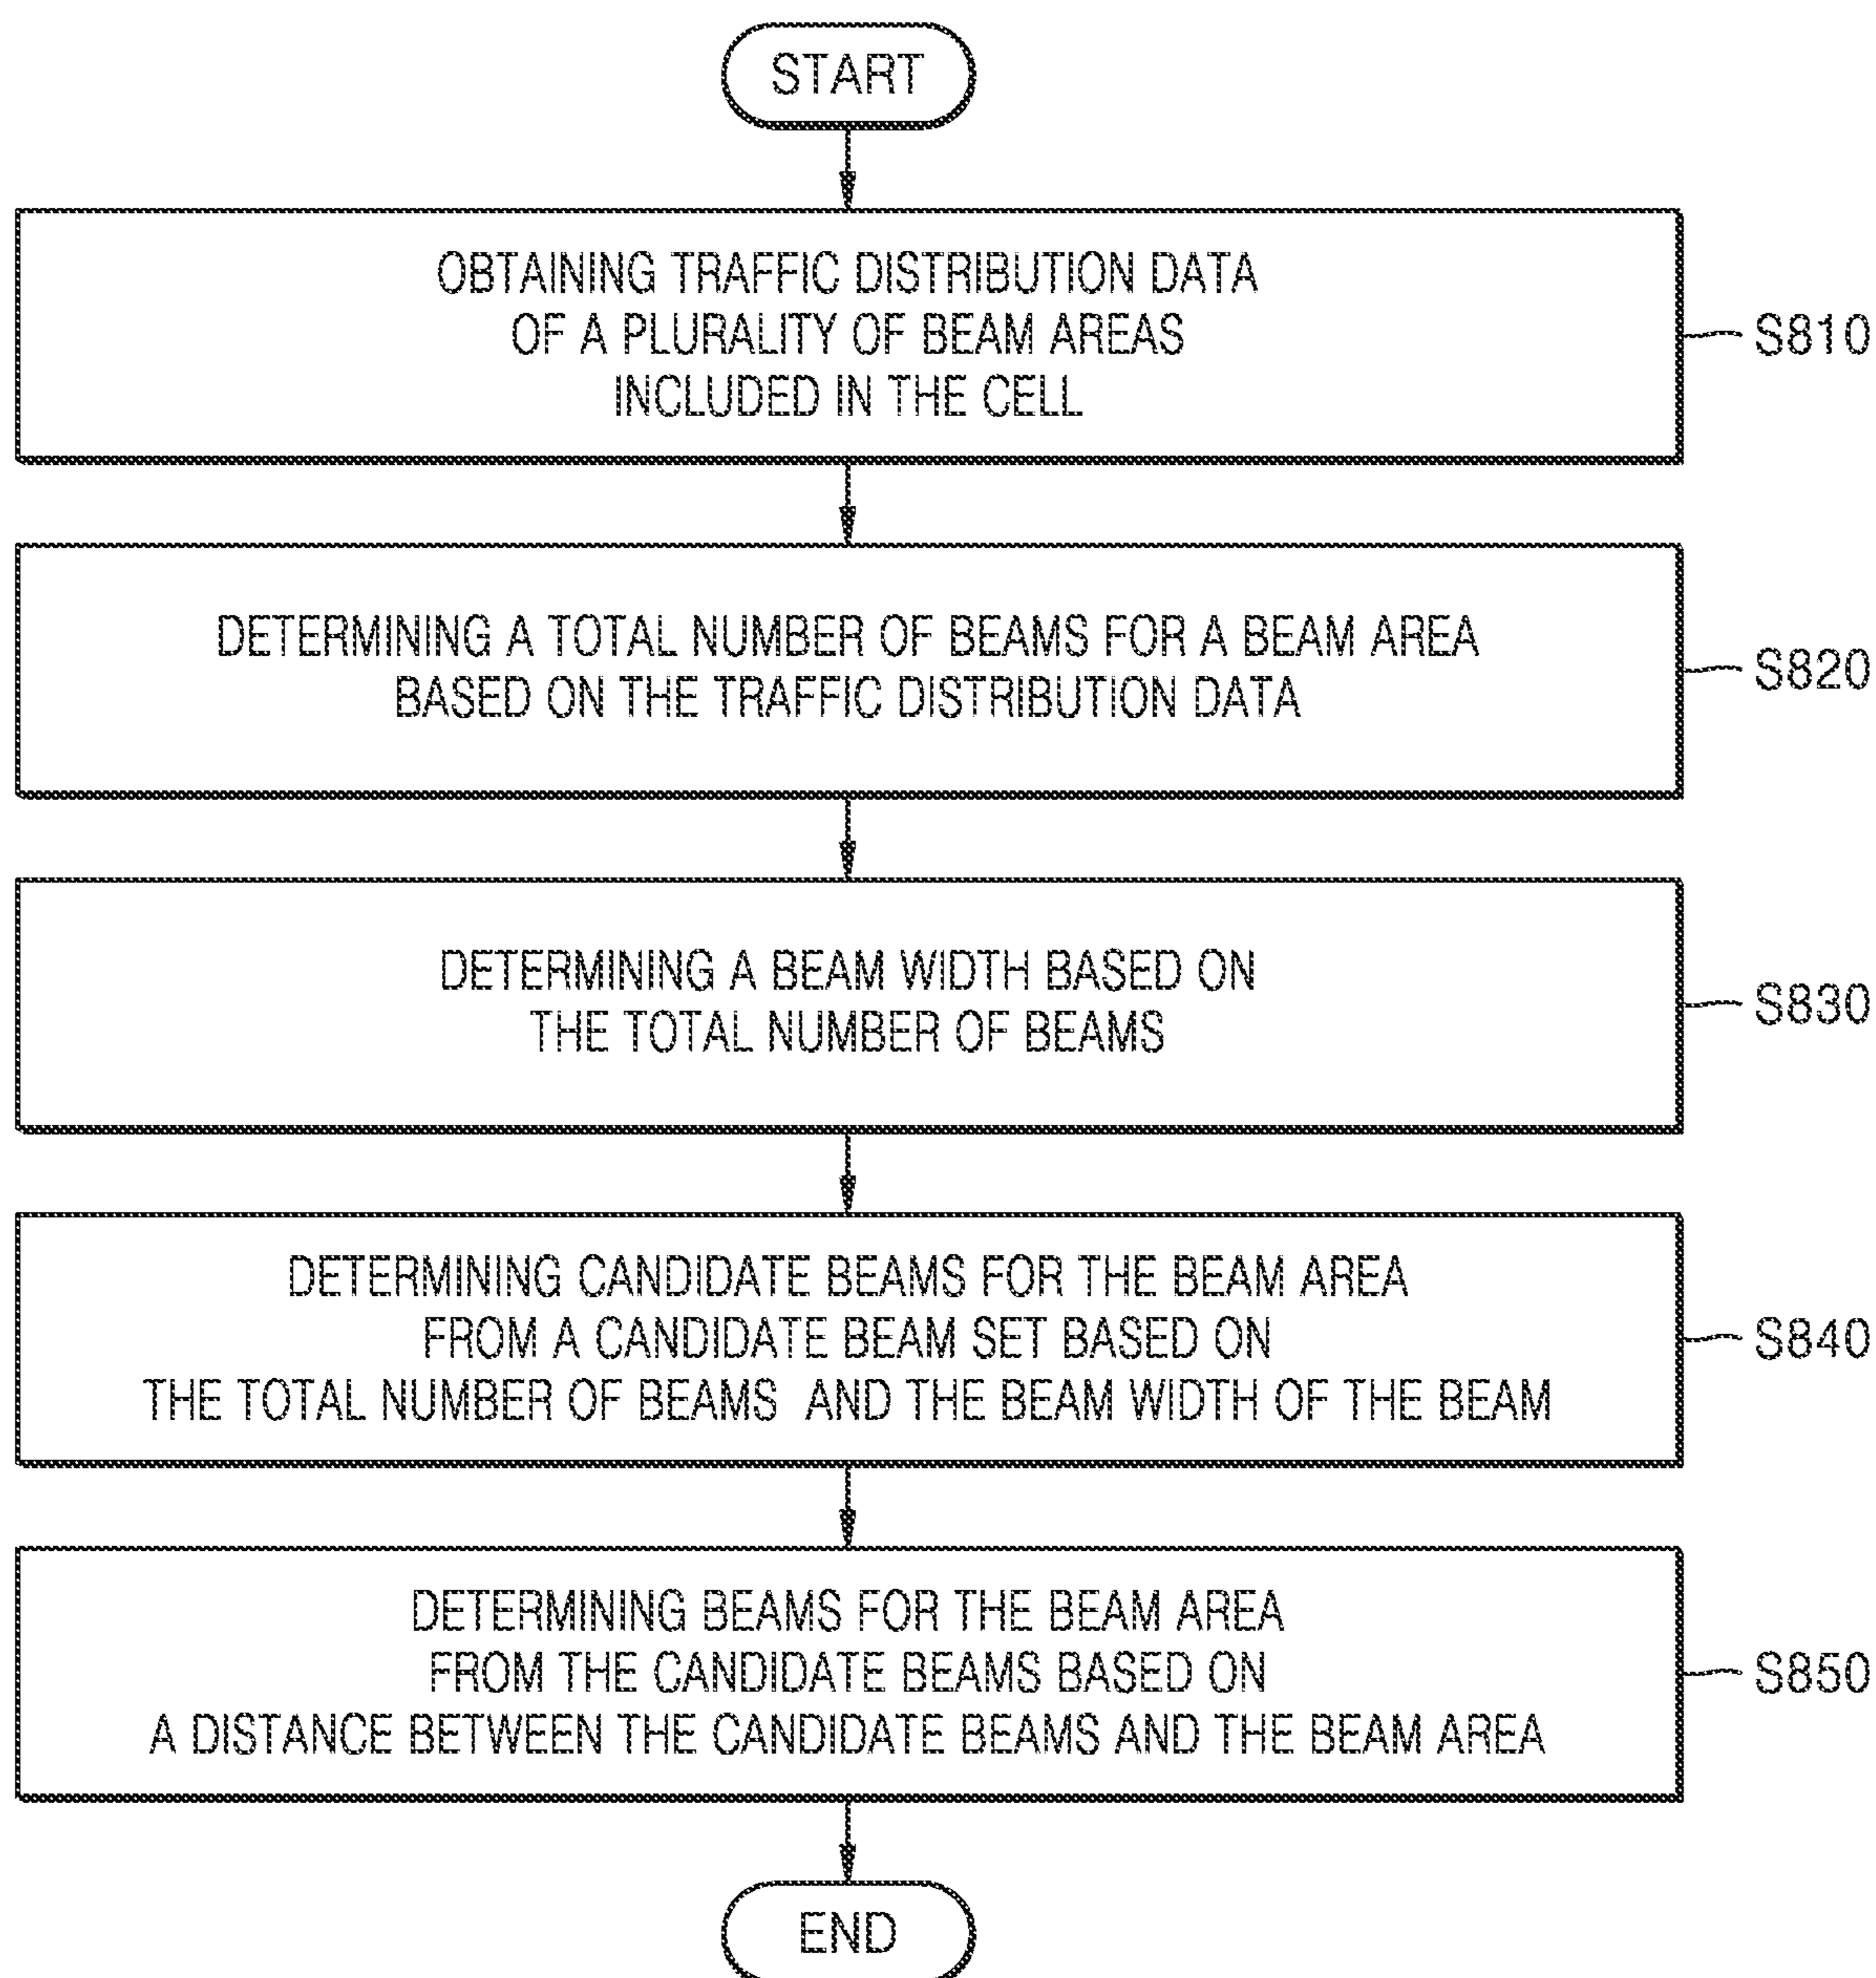 START
OBTAINING TRAFFIC DISTRIBUTION DATA
OF A PLURALITY OF BEAM AREAS
INCLUDED IN THE CELL
S810
DETERMINING A TOTAL NUMBER OF BEAMS FOR A BEAM AREA
BASED ON THE TRAFFIC DISTRIBUTION DATA
S820
DETERMINING A BEAM WIDTH BASED ON
THE TOTAL NUMBER OF BEAMS
S830
DETERMINING CANDIDATE BEAMS FOR THE BEAM AREA
FROM A CANDIDATE BEAM SET BASED ON
THE TOTAL NUMBER OF BEAMS AND THE BEAM WIDTH OF THE BEAM
S840
DETERMINING BEAMS FOR THE BEAM AREA
FROM THE CANDIDATE BEAMS BASED ON
A DISTANCE BETWEEN THE CANDIDATE BEAMS AND THE BEAM AREA
S850
END